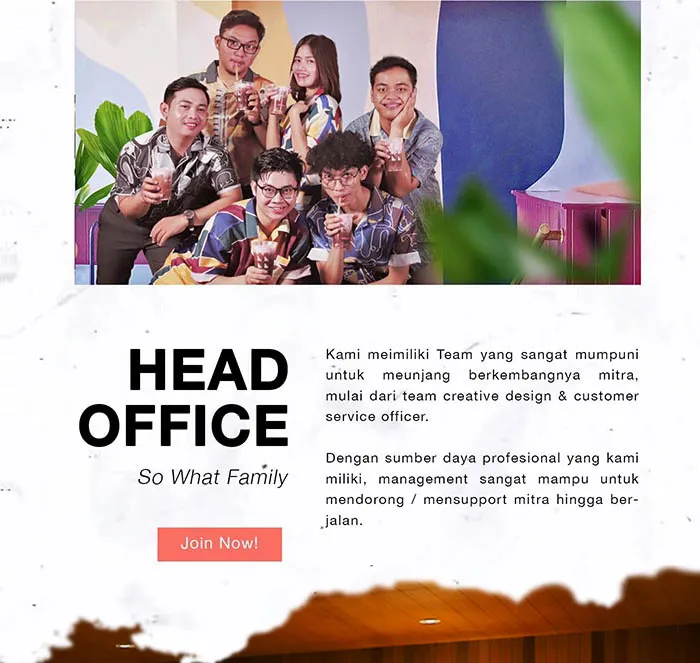 HEAD
OFFICE
So What Family
Join Now!
Kami meimiliki Team yang sangat mumpuni
untuk meunjang berkembangnya mitra,
mulai dari team creative design & customer
service officer.
Dengan sumber daya profesional yang kami
miliki, management sangat mampu untuk
mendorong / mensupport mitra hingga ber-
jalan.